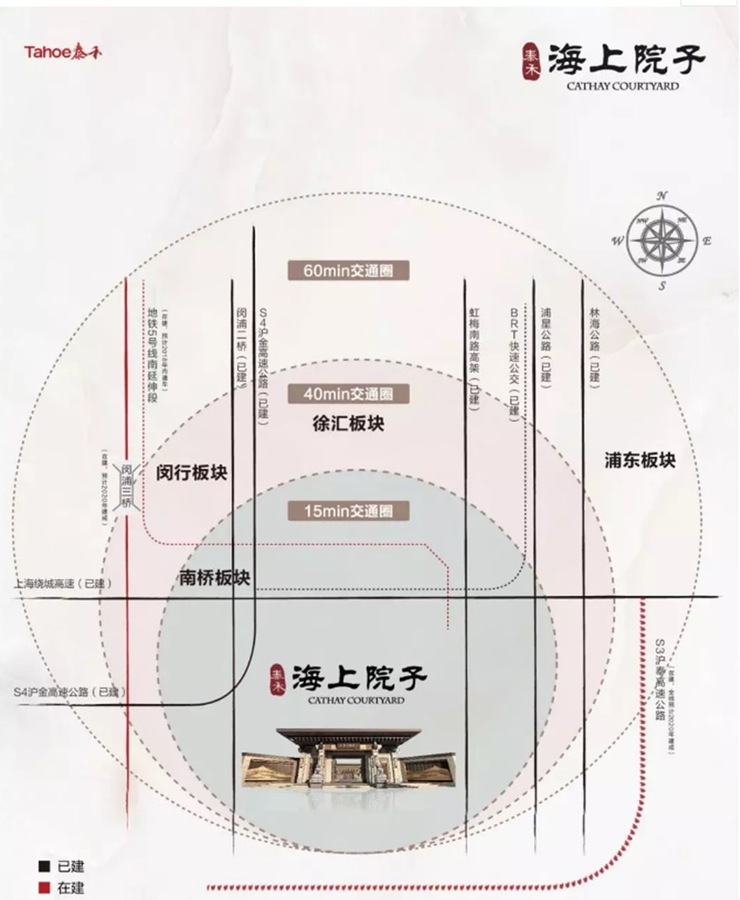 Tahoe泰禾
泰禾 海上院子
CATHAY COURTYARD
N
NW NE
W E
SW SE
S
60min交通圈
地铁5号线南延伸段
(在建，预计2018年内通车)
闵浦二桥(已建)
S4沪金高速公路(已建)
虹梅南路高架(已建)
BRT快速公交(已建)
浦星公路(已建)
林海公路(已建)
40min交通圈
徐汇板块
闵行板块
浦东板块
闵浦三桥
(在建，预计2020年建成)
15min交通圈
南桥板块
上海绕城高速(已建)
S4沪金高速公路(已建)
泰禾 海上院子
CATHAY COURTYARD
S3沪奉高速公路
(在建，全线预计2020年建成)
已建
在建